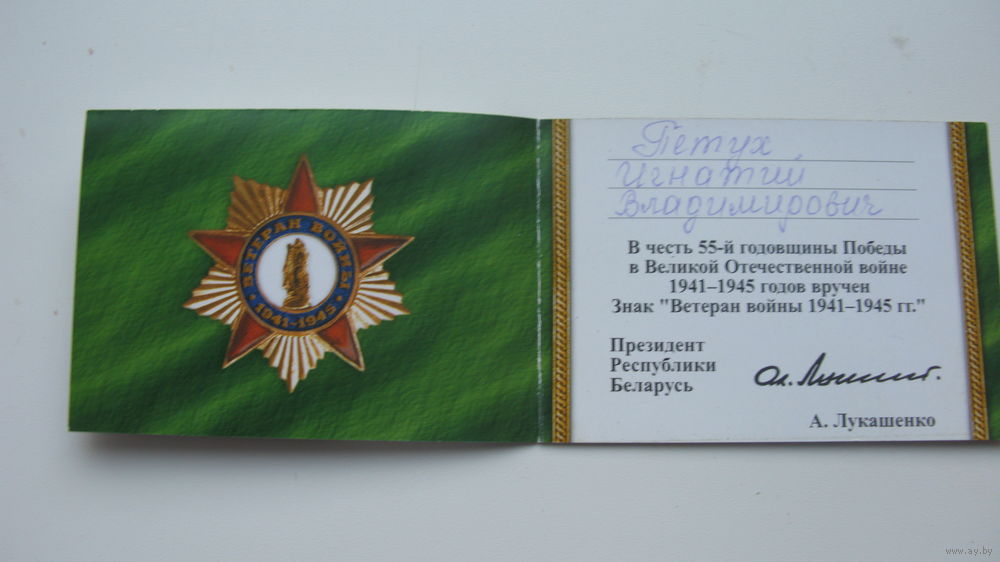 ВЕТЕРАН ВОЙНЫ
1941-1945
Петух
Игнатий
Владимирович
В честь 55-й годовщины Победы
в Великой Отечественной войне
1941–1945 годов вручен
Знак "Ветеран войны 1941–1945 гг."
Президент
Республики
Беларусь
А. Лукашенко
www.ay.by